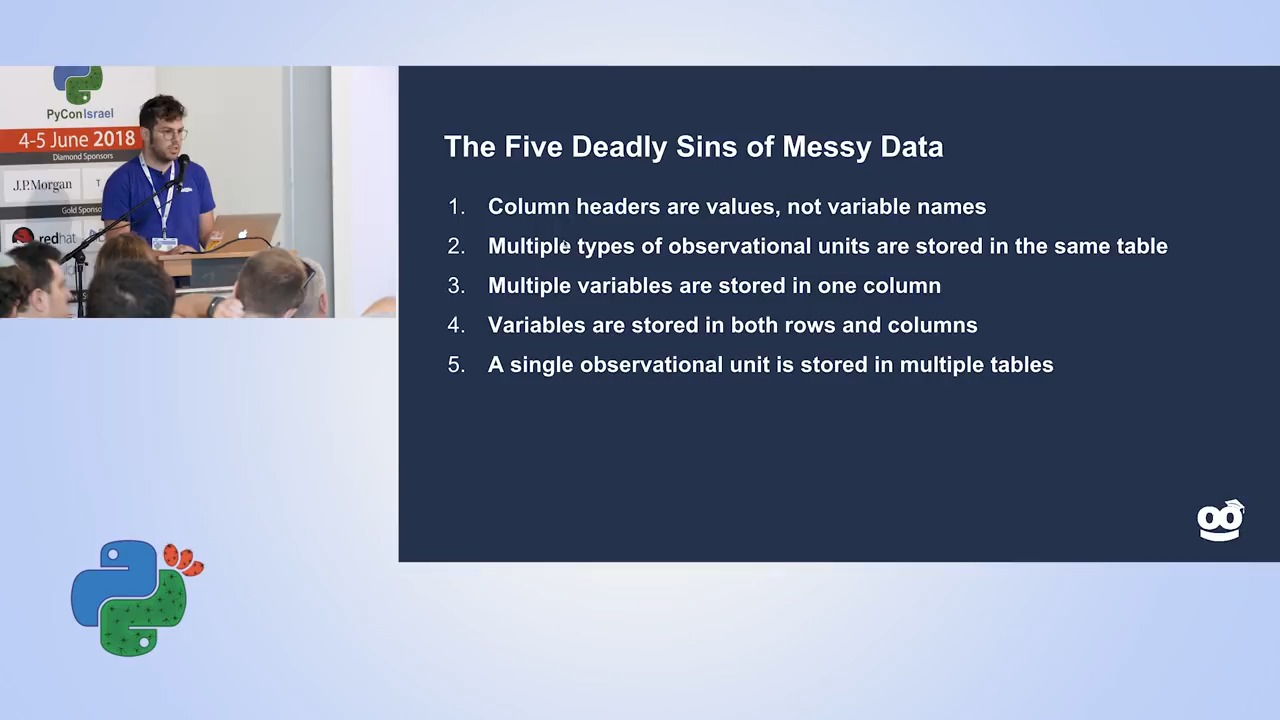 PyConIsrael
4-5 June 2018
Diamond Sponsors
J.P.Morgan
T
Gold Sponso
redhat
The Five Deadly Sins of Messy Data
1. Column headers are values, not variable names
2. Multiple types of observational units are stored in the same table
3. Multiple variables are stored in one column
4. Variables are stored in both rows and columns
5. A single observational unit is stored in multiple tables